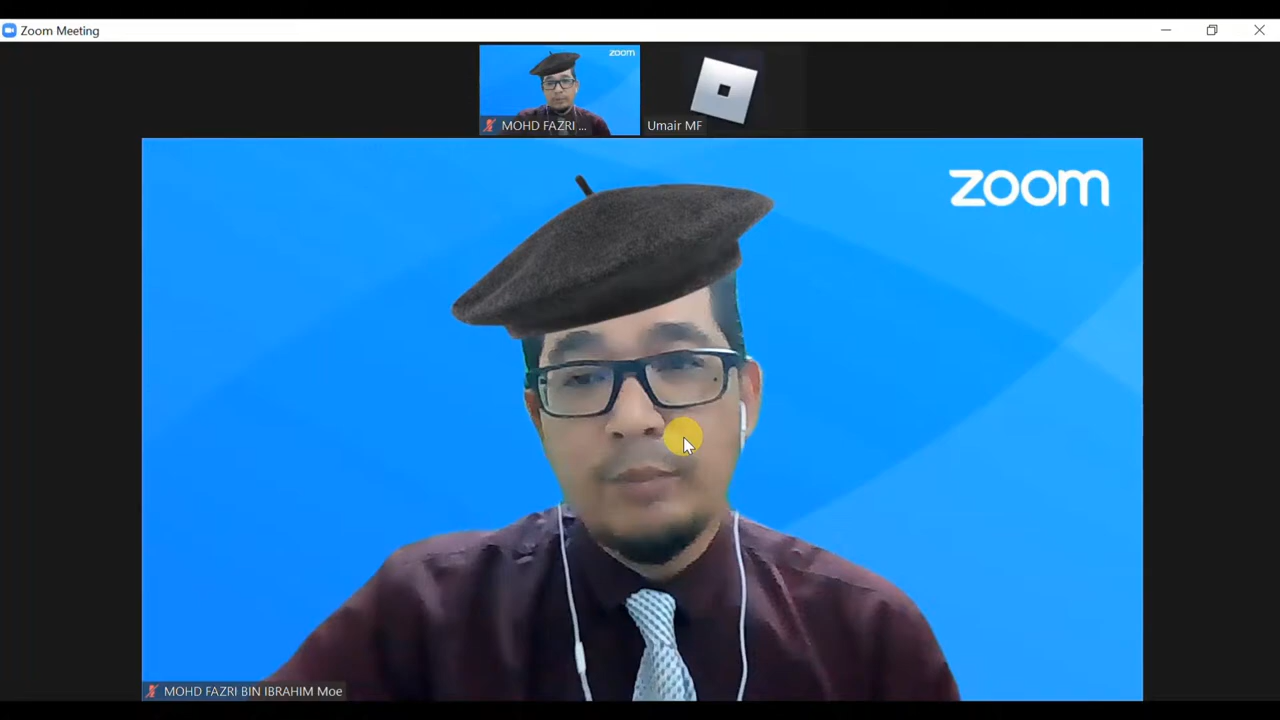 Zoom Meeting
zoom
MOHD FAZRI ...
Umair MF
zoom
MOHD FAZRI BIN IBRAHIM Moe